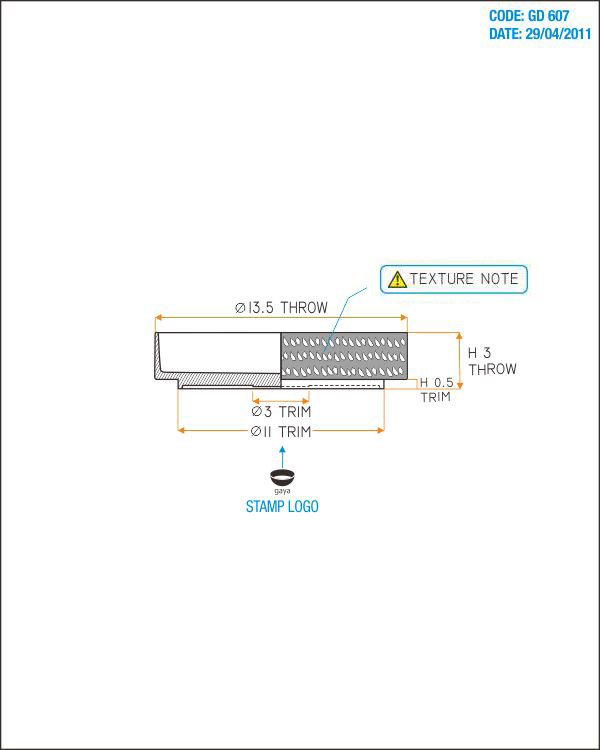 CODE: GD 607
DATE: 29/04/2011
TEXTURE NOTE
Ø13.5 THROW
H 3
THROW
H 0.5
TRIM
Ø3 TRIM
Ø11 TRIM
gaya
STAMP LOGO